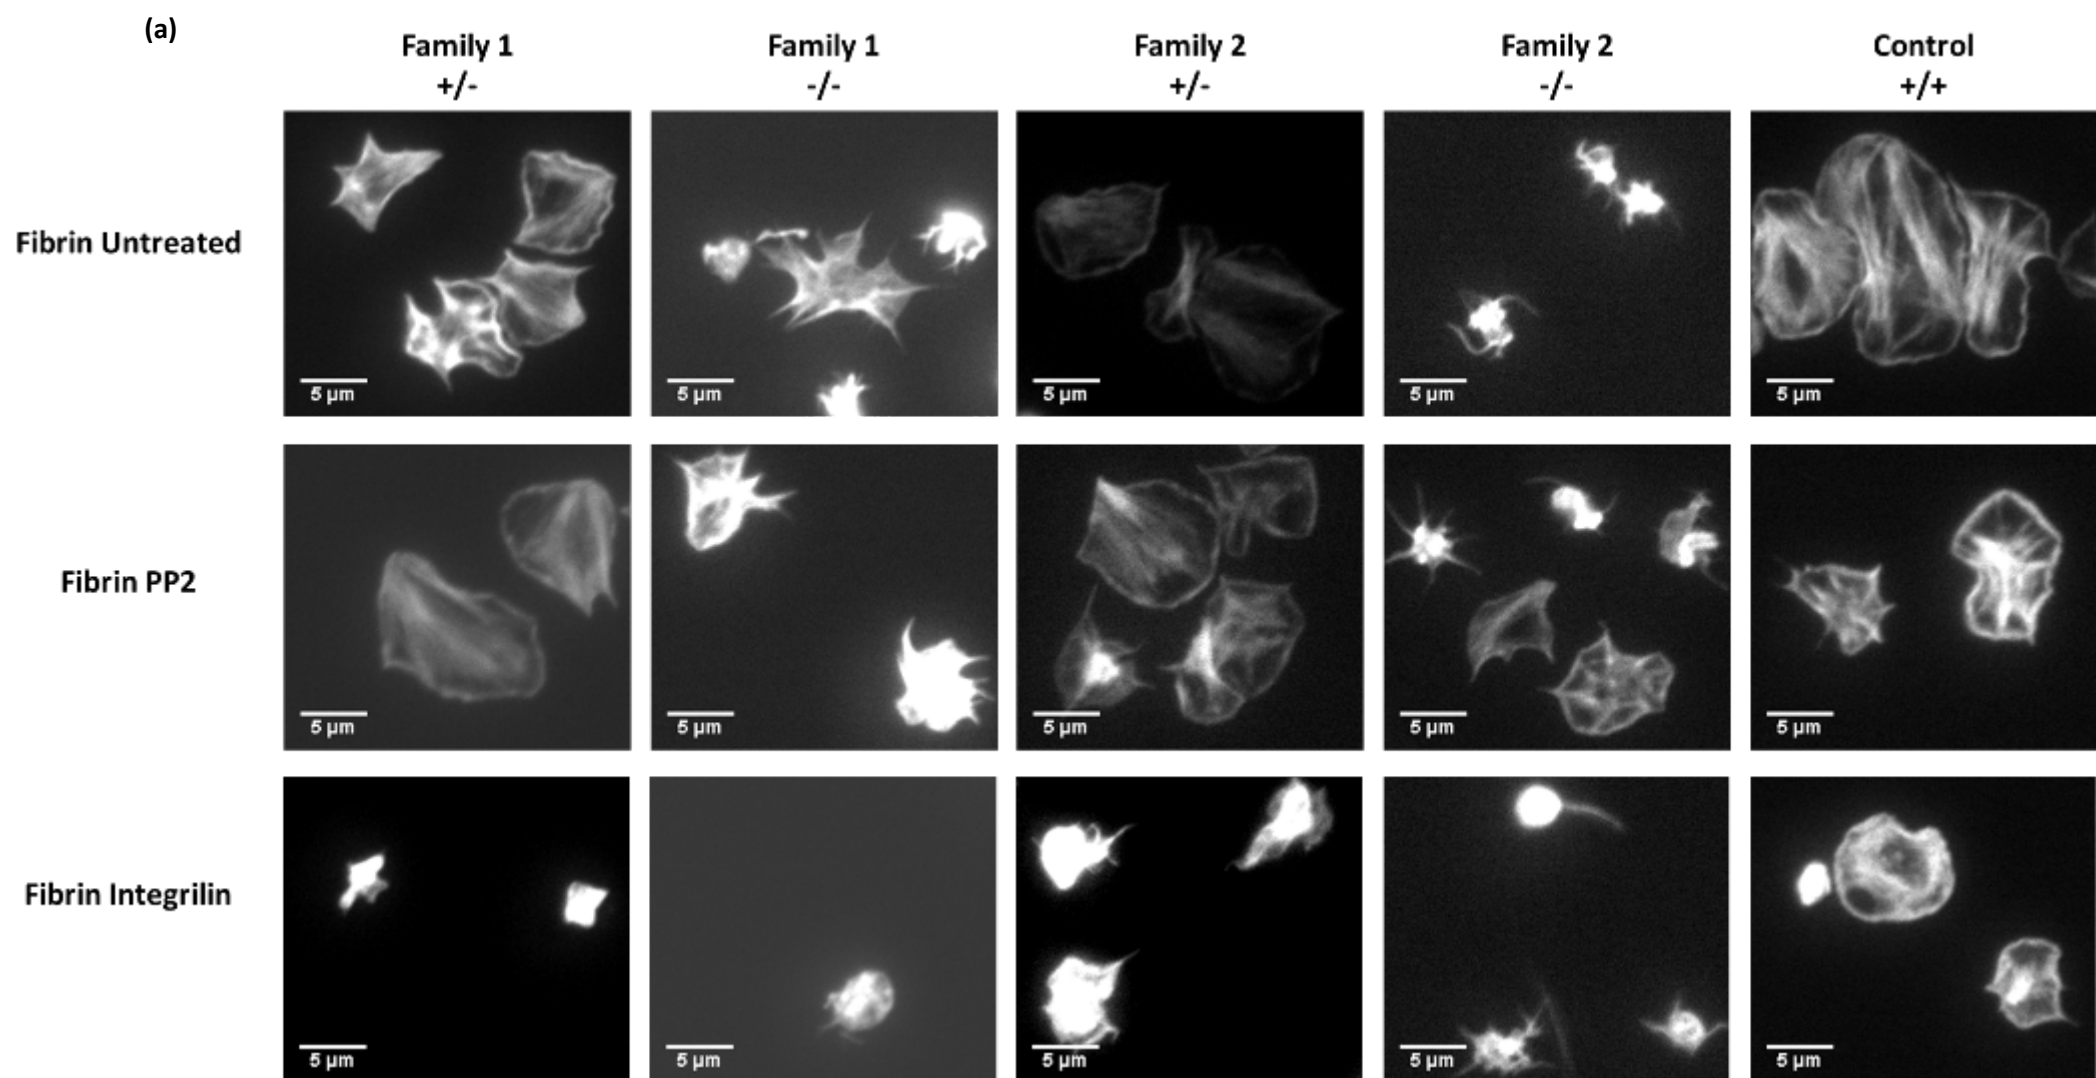 (a)
Family 1
+/-
Family 1
-/-
Family 2
+/-
Family 2
-/-
Control
+/+
Fibrin Untreated
5 µm
5 µm
5 µm
5 µm
5 µm
Fibrin PP2
5 µm
5 µm
5 µm
5 µm
5 µm
Fibrin Integrilin
5 µm
5 µm
5 µm
5 µm
5 µm